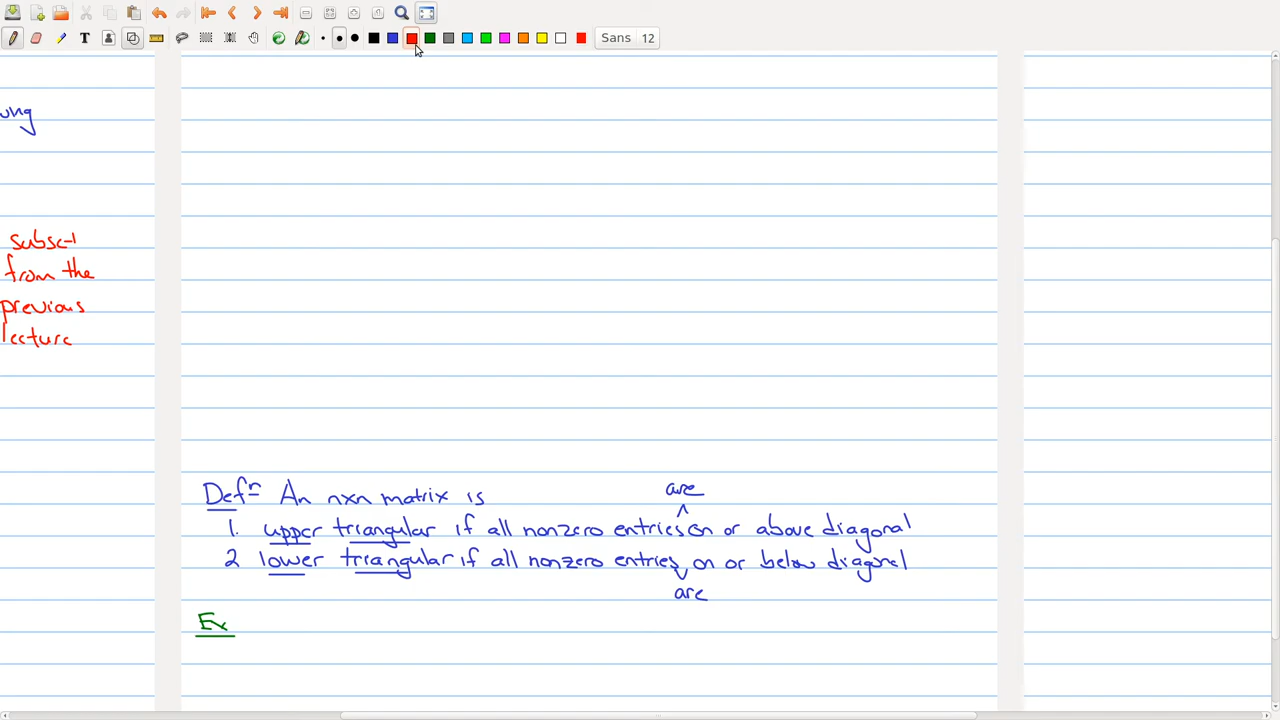 Sans 12
ung
subset
from the
previous
lecture
Defⁿ An nxn matrix is
are
1. upper triangular if all nonzero entries on or above diagonal
2 lower triangular if all nonzero entries on or below diagonal
are
Ex